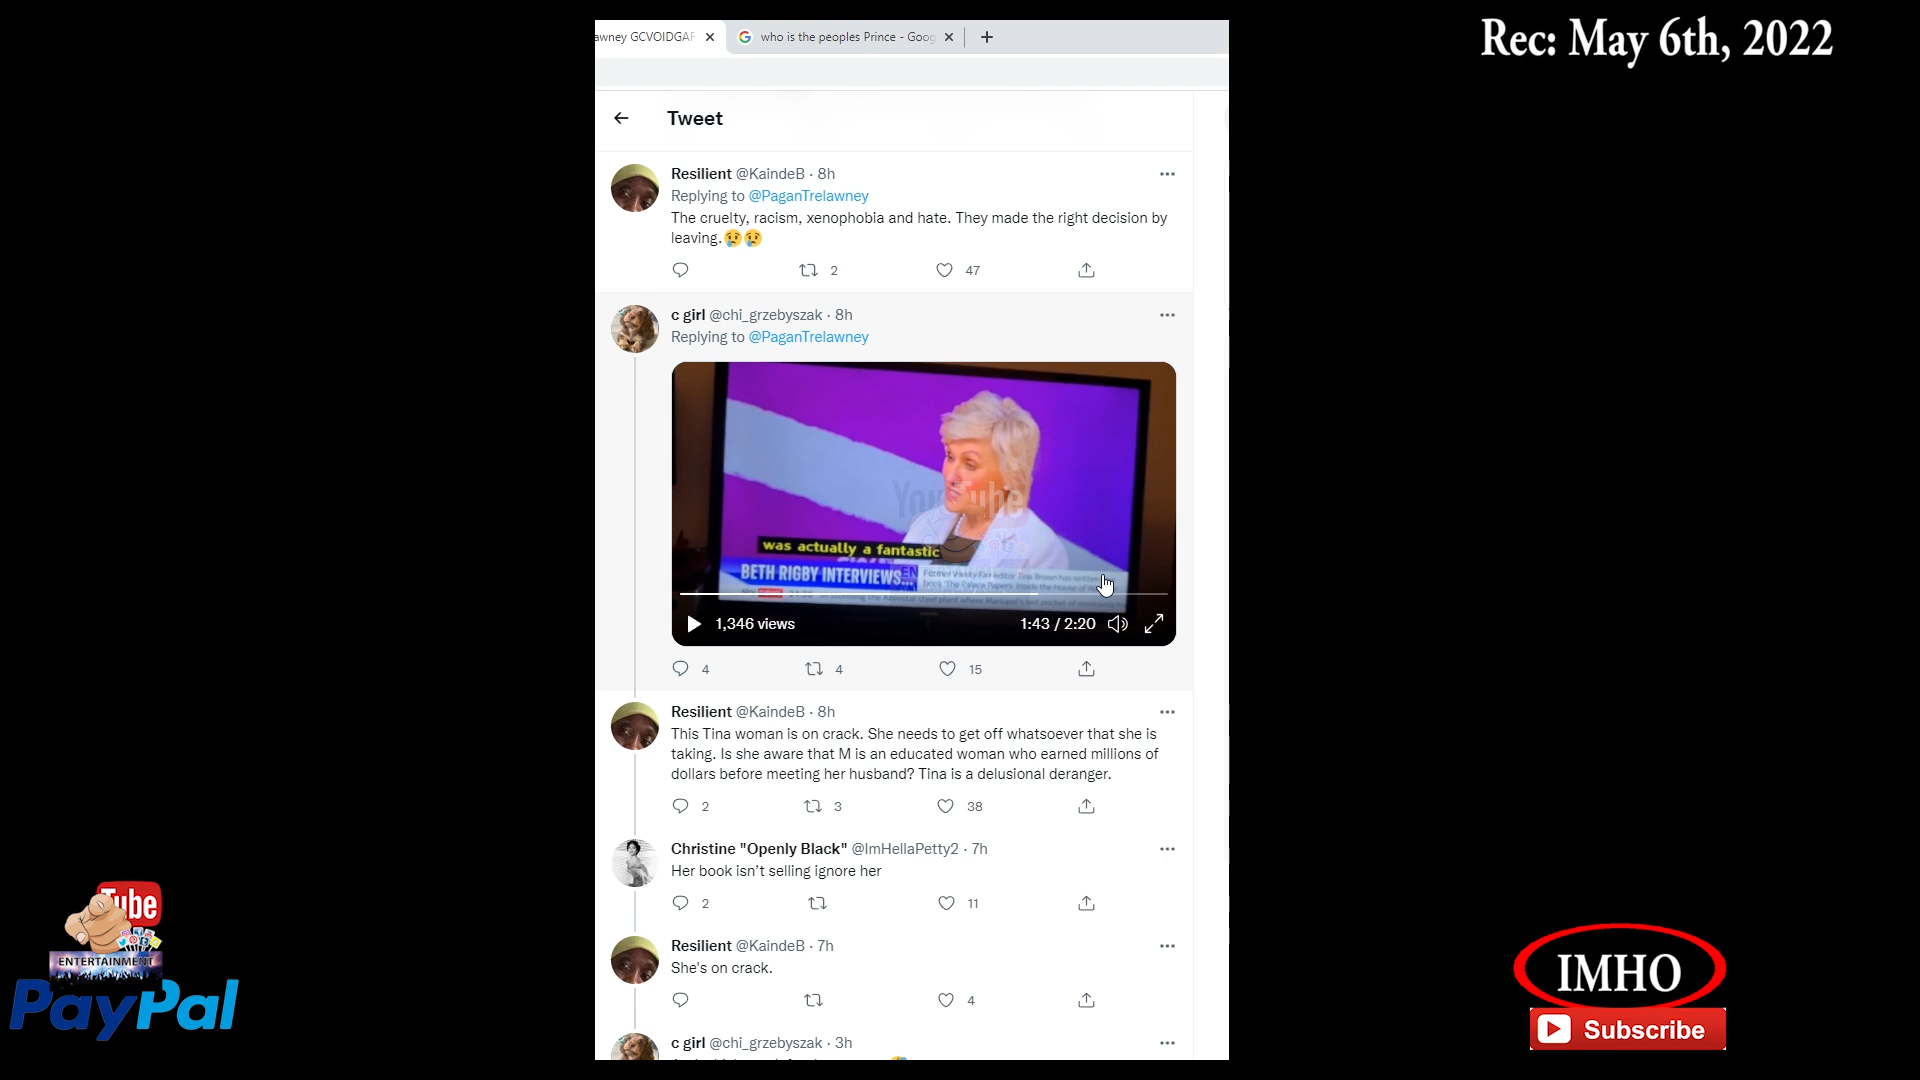 Rec: May 6th, 2022
awney GCVOIDGAF
who is the peoples Prince - Goog
Tweet
Resilient @KaindeB · 8h
Replying to @PaganTrelawney
The cruelty, racism, xenophobia and hate. They made the right decision by
leaving.😢😢
2 47
c girl @chi_grzebyszak · 8h
Replying to @PaganTrelawney
YouTube
was actually a fantastic
BETH RIGBY INTERVIEWS...
1,346 views
1:43 / 2:20
4 4 15
Resilient @KaindeB · 8h
This Tina woman is on crack. She needs to get off whatsoever that she is
taking. Is she aware that M is an educated woman who earned millions of
dollars before meeting her husband? Tina is a delusional deranger.
2 3 38
Christine "Openly Black" @ImHellaPetty2 · 7h
Her book isn't selling ignore her
2 11
Resilient @KaindeB · 7h
She's on crack.
4
c girl @chi_grzebyszak · 3h
Tube
ENTERTAINMENT
PayPal
IMHO
Subscribe